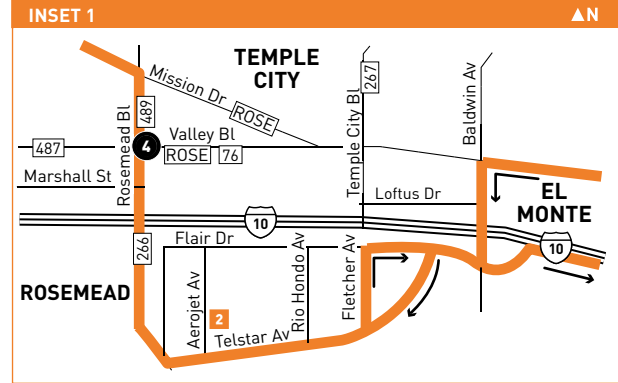 INSET 1
▲N
TEMPLE
CITY
Mission Dr
ROSE
267
Baldwin Av
Rosemead Bl
489
Temple City Bl
487
4
Valley Bl
ROSE 76
Marshall St
Loftus Dr
EL
MONTE
10
10
266
Flair Dr
ROSEMEAD
Aerojet Av
2
Rio Hondo Av
Fletcher Av
Telstar Av